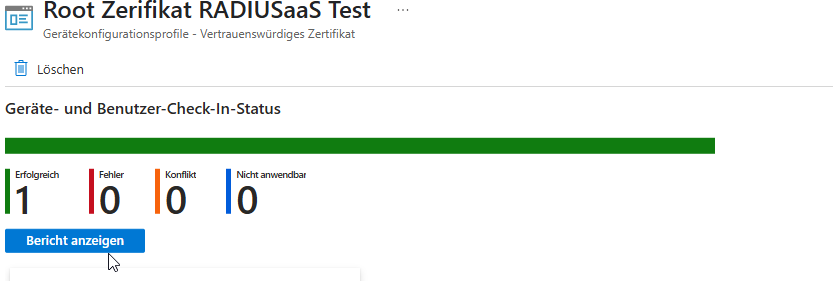 Root Zerifikat RADIUSaaS Test ...
Gerätekonfigurationsprofile - Vertrauenswürdiges Zertifikat
Löschen
Geräte- und Benutzer-Check-In-Status
Erfolgreich Fehler Konflikt Nicht anwendbar
1 0 0 0
Bericht anzeigen